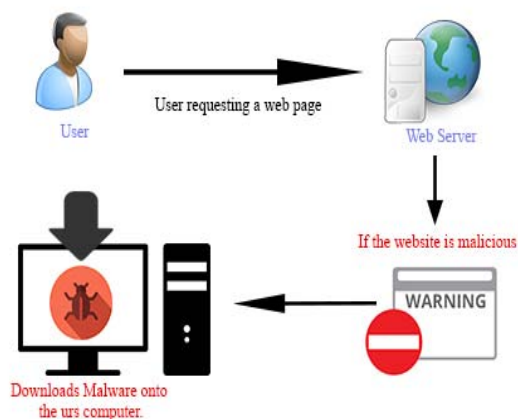 User requesting a web page
User
Web Server
If the website is malicious
WARNING
Downloads Malware onto
the urs computer.